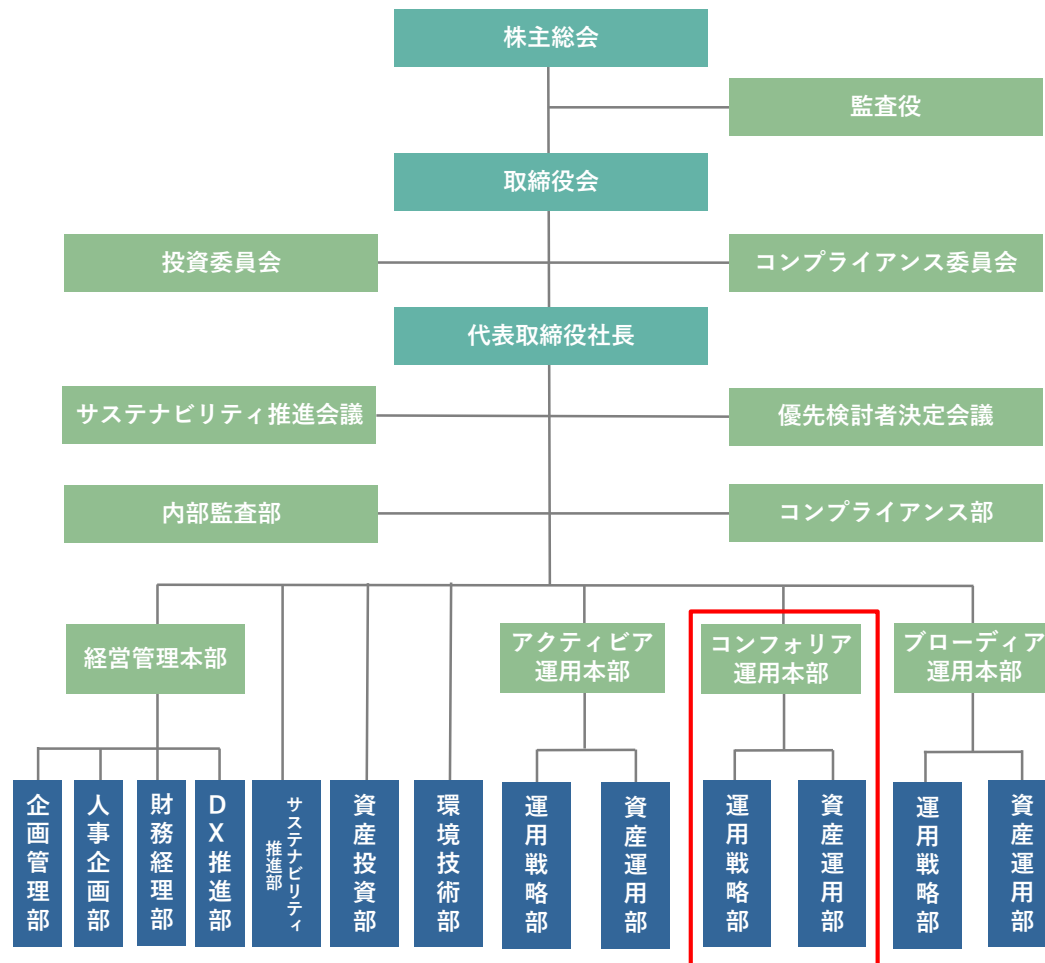 株主総会
監査役
取締役会
投資委員会
コンプライアンス委員会
代表取締役社長
サステナビリティ推進会議
優先検討者決定会議
内部監査部
コンプライアンス部
経営管理本部
アクティビア
運用本部
コンフォリア
運用本部
ブローディア
運用本部
企画管理部
人事企画部
財務経理部
DX推進部
サステナビリティ
推進部
資産投資部
環境技術部
運用戦略部
資産運用部
運用戦略部
資産運用部
運用戦略部
資産運用部